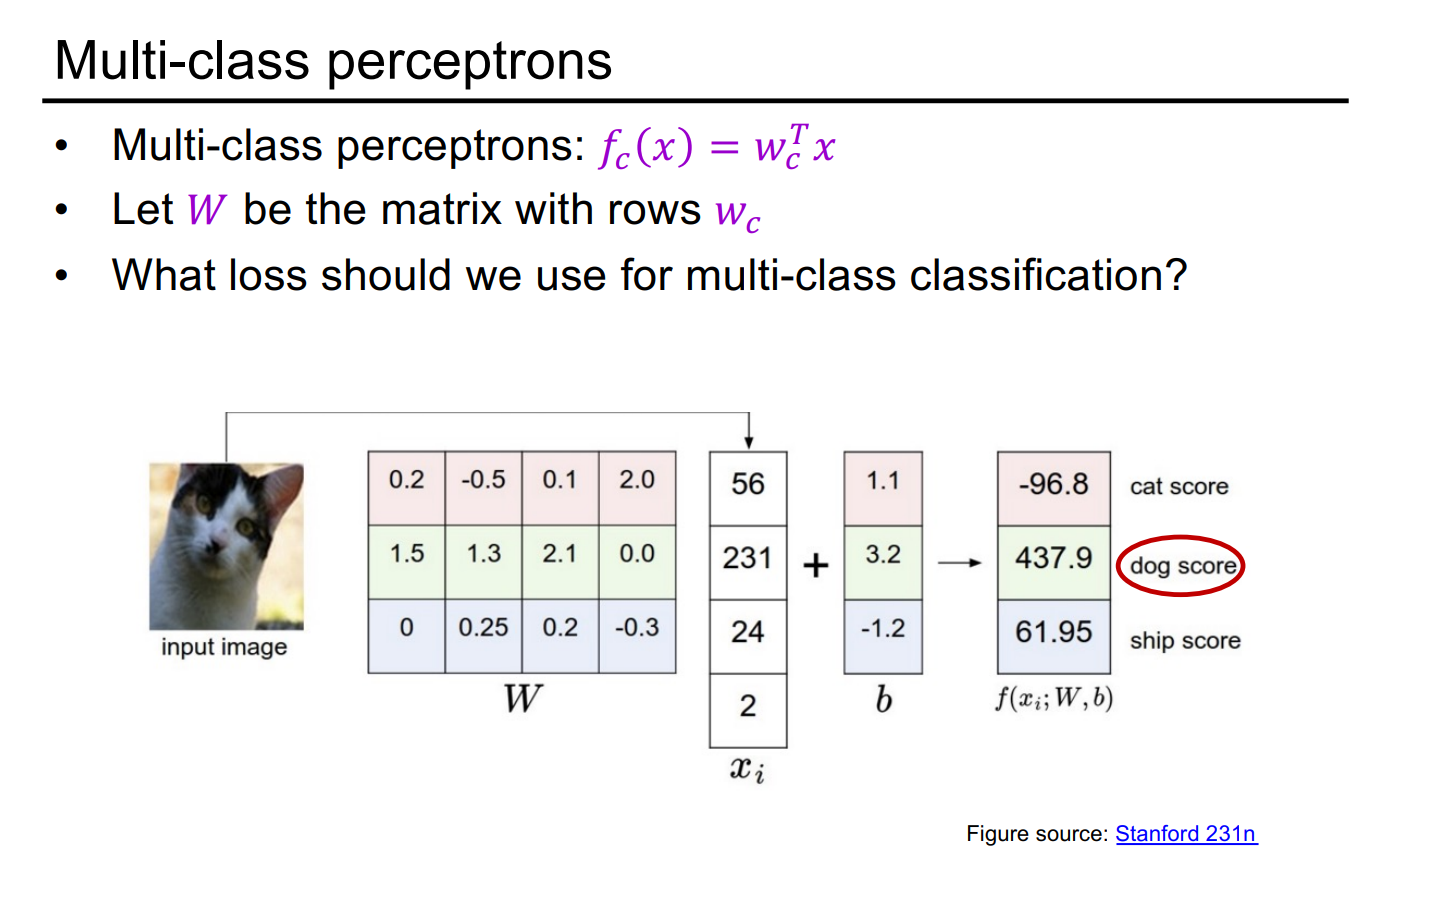 Multi-class perceptrons
• Multi-class perceptrons: f_c(x) = w_c^T x
• Let W be the matrix with rows w_c
• What loss should we use for multi-class classification?
0.2 -0.5 0.1 2.0 56 1.1 -96.8 cat score
1.5 1.3 2.1 0.0 231 + 3.2 → 437.9 dog score
0 0.25 0.2 -0.3 24 -1.2 61.95 ship score
input image
W 2 b f(x_i; W, b)
x_i
Figure source: Stanford 231n